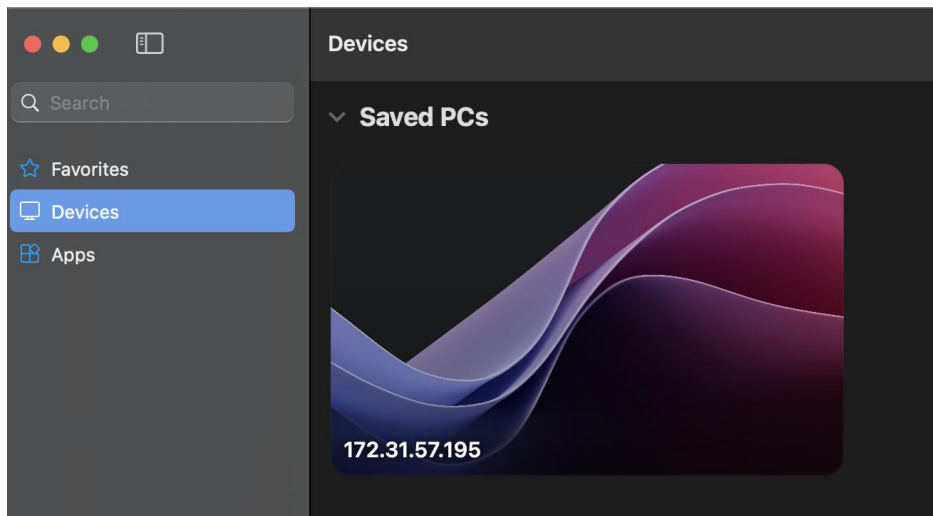 Search
Favorites
Devices
Apps
Devices
Saved PCs
172.31.57.195